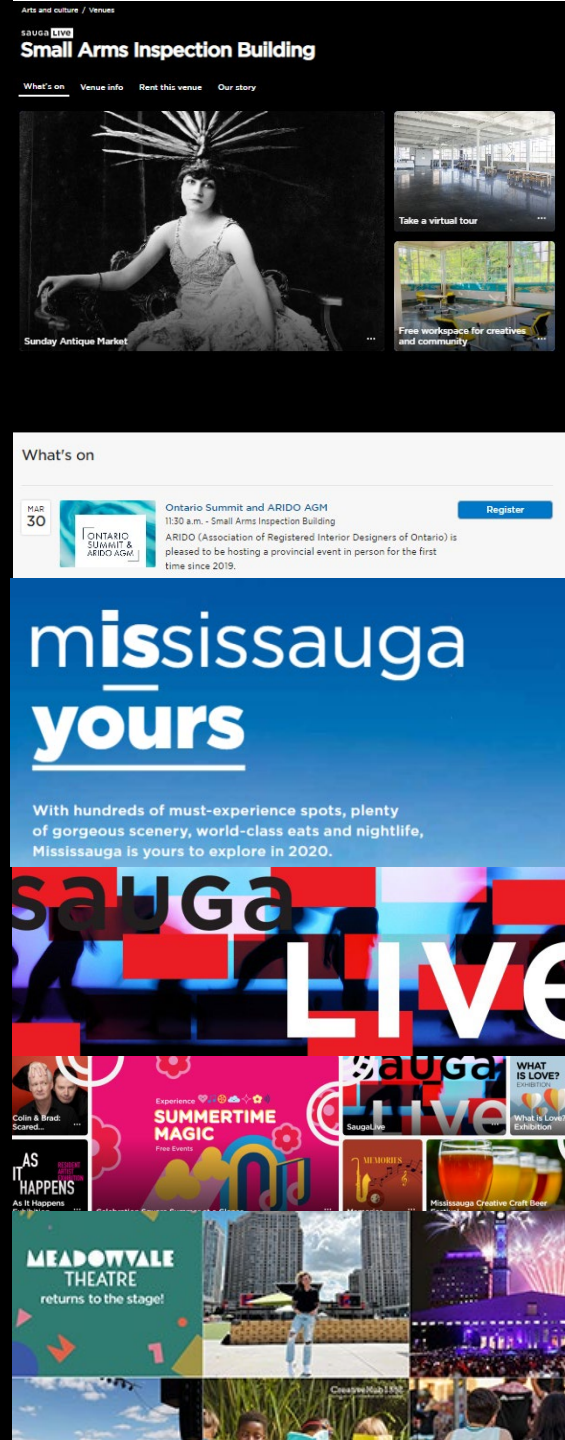 Arts and culture / Venues
sauga LIVE
Small Arms Inspection Building
What's on Venue info Rent this venue Our story
Take a virtual tour
Sunday Antique Market
Free workspace for creatives
and community
What's on
MAR
30
ONTARIO
SUMMIT &
ARIDO AGM
Ontario Summit and ARIDO AGM
11:30 a.m. - Small Arms Inspection Building
ARIDO (Association of Registered Interior Designers of Ontario) is
pleased to be hosting a provincial event in person for the first
time since 2019.
Register
mississauga
yours
With hundreds of must-experience spots, plenty
of gorgeous scenery, world-class eats and nightlife,
Mississauga is yours to explore in 2020.
sauGa
LIVE
Colin & Brad:
Scared...
Experience
SUMMERTIME
MAGIC
Free Events
sauGa
LIVE
SaugaLive
WHAT
IS LOVE?
EXHIBITION
What is Love?
Exhibition
AS
IT
HAPPENS
RESIDENT
ARTIST
EXHIBITION
As It Happens
MEMORIES
Mississauga Creative Craft Beer
MEADOWVALE
THEATRE
returns to the stage!
CreativeHub1352